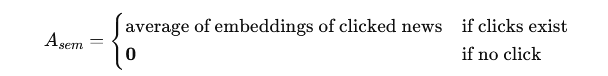 average of embeddings of clicked news if clicks exist
A_sem =
0 if no click